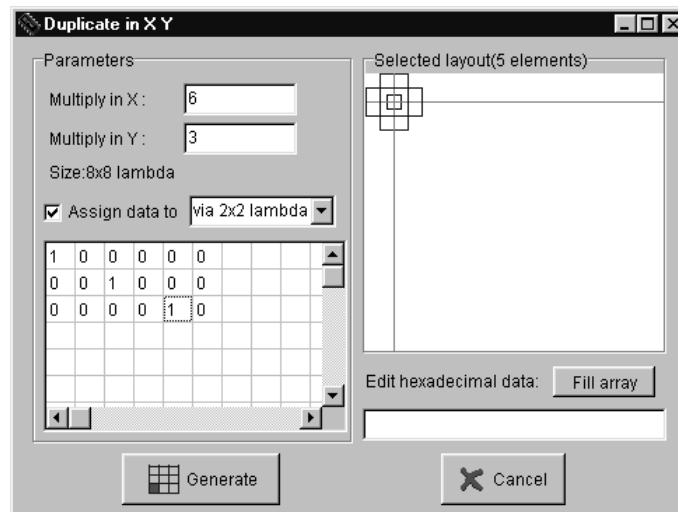 Duplicate in X Y
Parameters
Multiply in X : 6
Multiply in Y : 3
Size:8x8 lambda
Assign data to via 2x2 lambda
1 0 0 0 0 0
0 0 1 0 0 0
0 0 0 0 1 0
Selected layout(5 elements)
Edit hexadecimal data: Fill array
Generate
Cancel